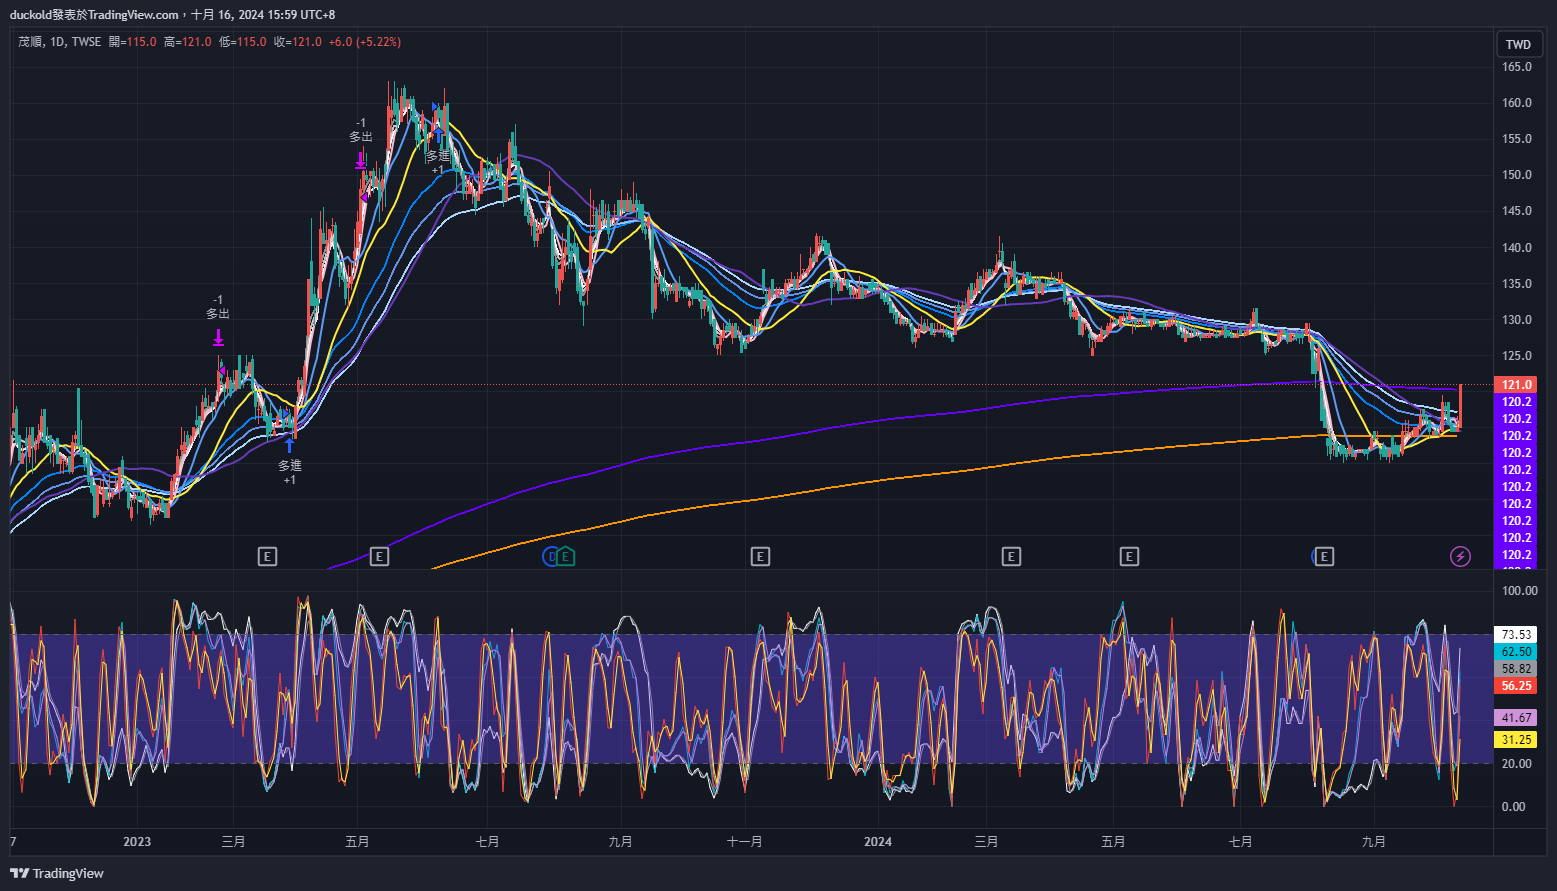 duckold發表於TradingView.com，十月 16, 2024 15:59 UTC+8
茂順, 1D, TWSE 開=115.0 高=121.0 低=115.0 收=121.0 +6.0 (+5.22%)
TWD
165.0
160.0
155.0
150.0
145.0
140.0
135.0
130.0
125.0
121.0
120.2
120.2
120.2
120.2
120.2
120.2
120.2
120.2
120.2
120.2
-1
多出
-1
多出
多進
+1
多進
+1
E
E
D
E
E
E
E
E
100.00
73.53
62.50
58.82
56.25
41.67
31.25
20.00
0.00
7
2023
三月
五月
七月
九月
十一月
2024
三月
五月
七月
九月
TradingView